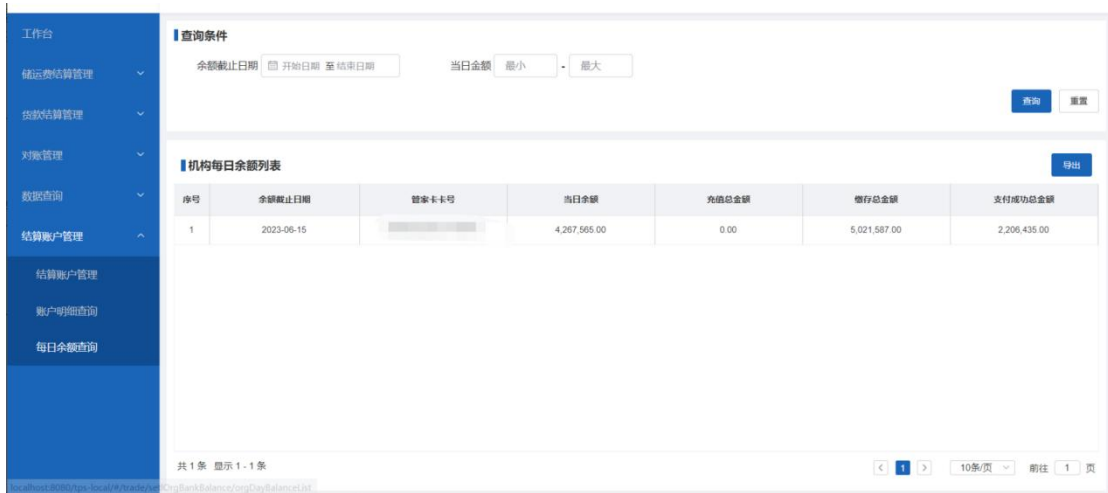 工作台
储运费结算管理
货款结算管理
对账管理
数据查询
结算账户管理
结算账户管理
账户明细查询
每日余额查询
查询条件
余额截止日期 开始日期 至 结束日期 当日金额 最小 - 最大
查询 重置
机构每日余额列表 导出
序号 余额截止日期 管家卡卡号 当日余额 充值总金额 缴存总金额 支付成功总金额
1 2023-06-15 4,267,565.00 0.00 5,021,587.00 2,206,435.00
共 1 条 显示 1 - 1 条 1 10条/页 前往 1 页
localhost:8080/tps-local/#/trade/settlOrgBankBalance/orgDayBalanceList